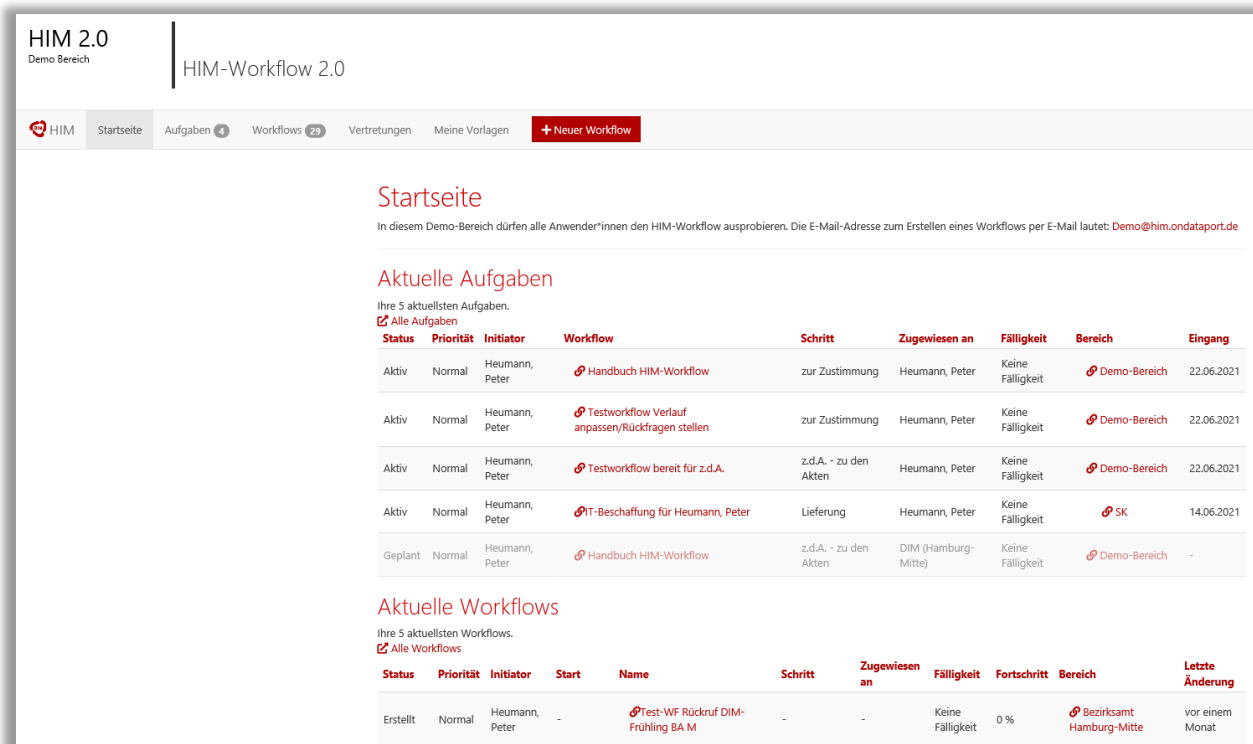 HIM 2.0
Demo Bereich
HIM-Workflow 2.0
HIM Startseite Aufgaben 4 Workflows 29 Vertretungen Meine Vorlagen + Neuer Workflow
Startseite
In diesem Demo-Bereich dürfen alle Anwender*innen den HIM-Workflow ausprobieren. Die E-Mail-Adresse zum Erstellen eines Workflows per E-Mail lautet: Demo@him.ondataport.de
Aktuelle Aufgaben
Ihre 5 aktuellsten Aufgaben.
Alle Aufgaben
Status Priorität Initiator Workflow Schritt Zugewiesen an Fälligkeit Bereich Eingang
Aktiv Normal Heumann, Peter Handbuch HIM-Workflow zur Zustimmung Heumann, Peter Keine Fälligkeit Demo-Bereich 22.06.2021
Aktiv Normal Heumann, Peter Testworkflow Verlauf anpassen/Rückfragen stellen zur Zustimmung Heumann, Peter Keine Fälligkeit Demo-Bereich 22.06.2021
Aktiv Normal Heumann, Peter Testworkflow bereit für z.d.A. z.d.A. - zu den Akten Heumann, Peter Keine Fälligkeit Demo-Bereich 22.06.2021
Aktiv Normal Heumann, Peter IT-Beschaffung für Heumann, Peter Lieferung Heumann, Peter Keine Fälligkeit SK 14.06.2021
Geplant Normal Heumann, Peter Handbuch HIM-Workflow z.d.A. - zu den Akten DIM (Hamburg-Mitte) Keine Fälligkeit Demo-Bereich -
Aktuelle Workflows
Ihre 5 aktuellsten Workflows.
Alle Workflows
Status Priorität Initiator Start Name Schritt Zugewiesen an Fälligkeit Fortschritt Bereich Letzte Änderung
Erstellt Normal Heumann, Peter - Test-WF Rückruf DIM-Frühling BA M - - Keine Fälligkeit 0 % Bezirksamt Hamburg-Mitte vor einem Monat